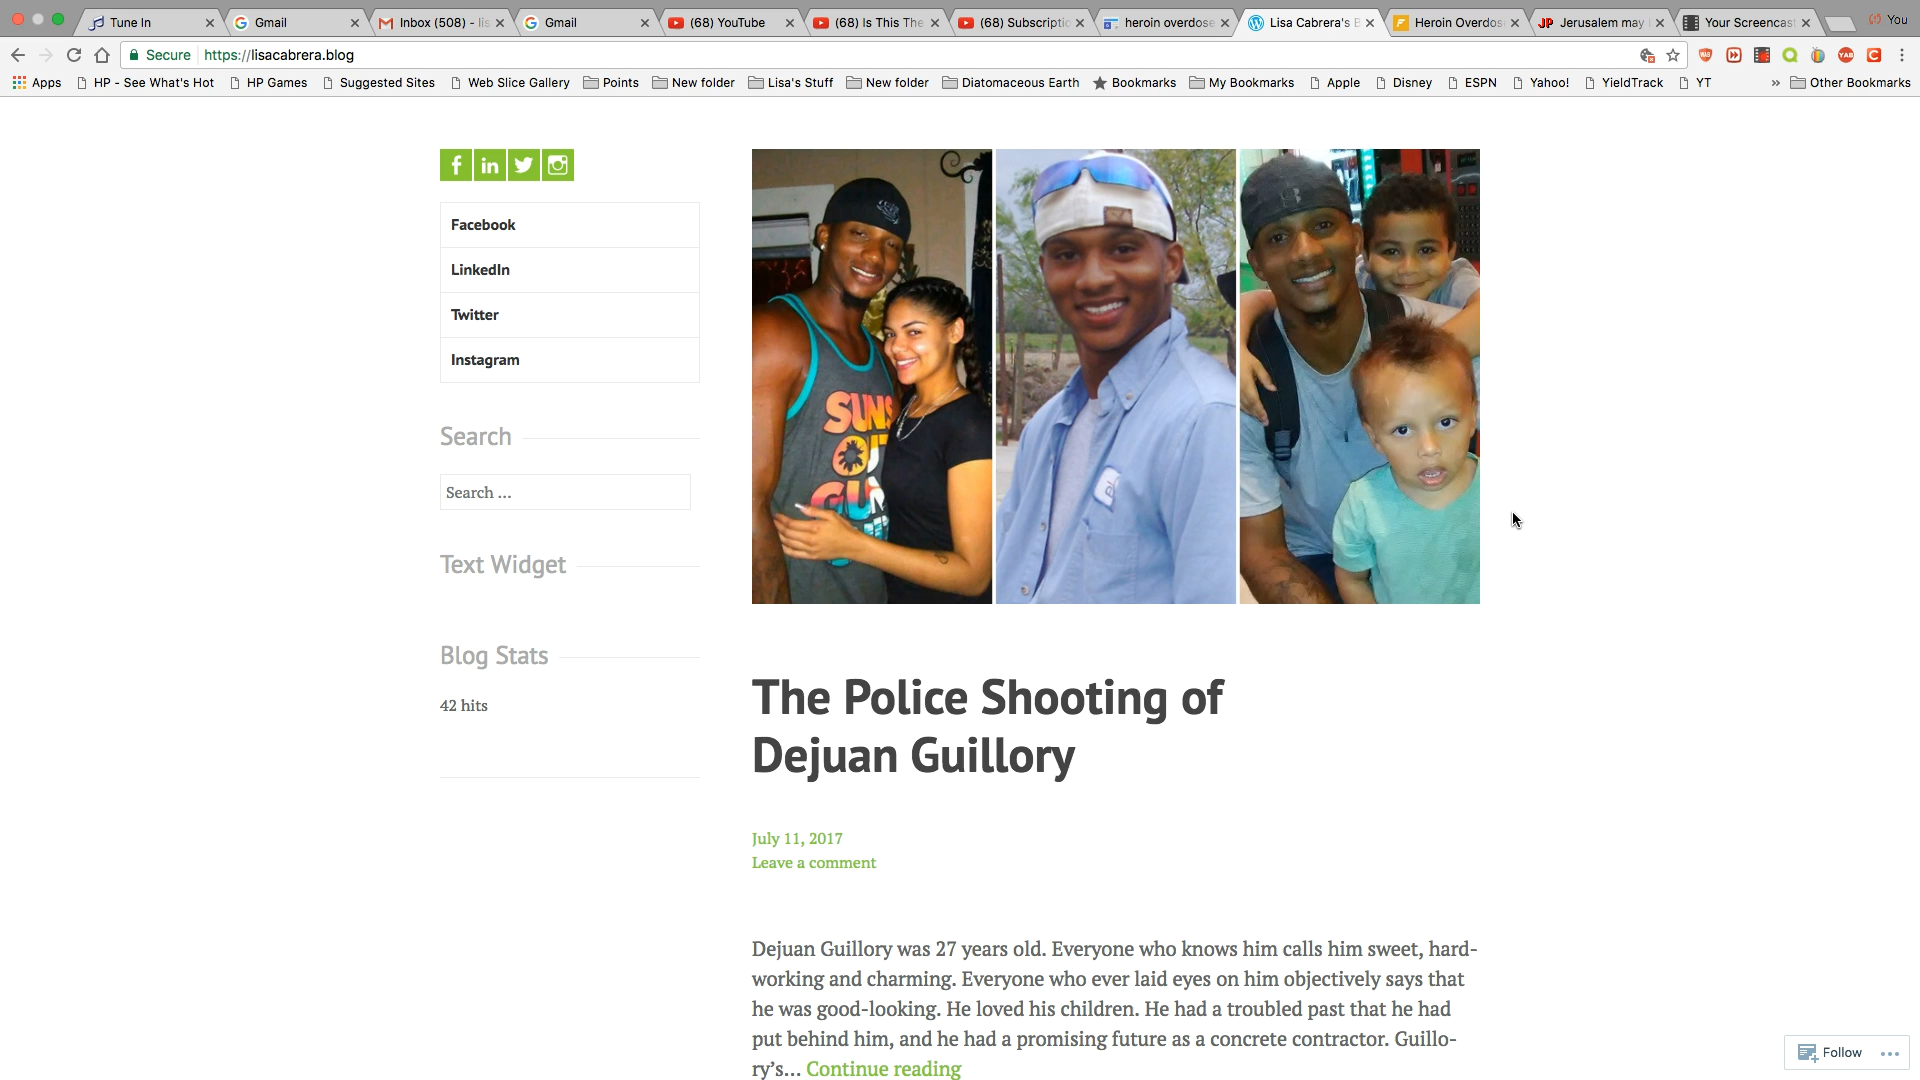 Tune In
Gmail
Inbox (508) - lis
Gmail
(68) YouTube
(68) Is This The
(68) Subscriptio
heroin overdose
Lisa Cabrera's B
Heroin Overdos
JP Jerusalem may
Your Screencast
You
Secure https://lisacabrera.blog
Apps HP - See What's Hot HP Games Suggested Sites Web Slice Gallery Points New folder Lisa's Stuff New folder Diatomaceous Earth Bookmarks My Bookmarks Apple Disney ESPN Yahoo! YieldTrack YT » Other Bookmarks
Facebook
LinkedIn
Twitter
Instagram
Search
Search ...
Text Widget
Blog Stats
42 hits
SUNS
OUT
GUN
The Police Shooting of
Dejuan Guillory
July 11, 2017
Leave a comment
Dejuan Guillory was 27 years old. Everyone who knows him calls him sweet, hard-
working and charming. Everyone who ever laid eyes on him objectively says that
he was good-looking. He loved his children. He had a troubled past that he had
put behind him, and he had a promising future as a concrete contractor. Guillo-
ry's... Continue reading
Follow